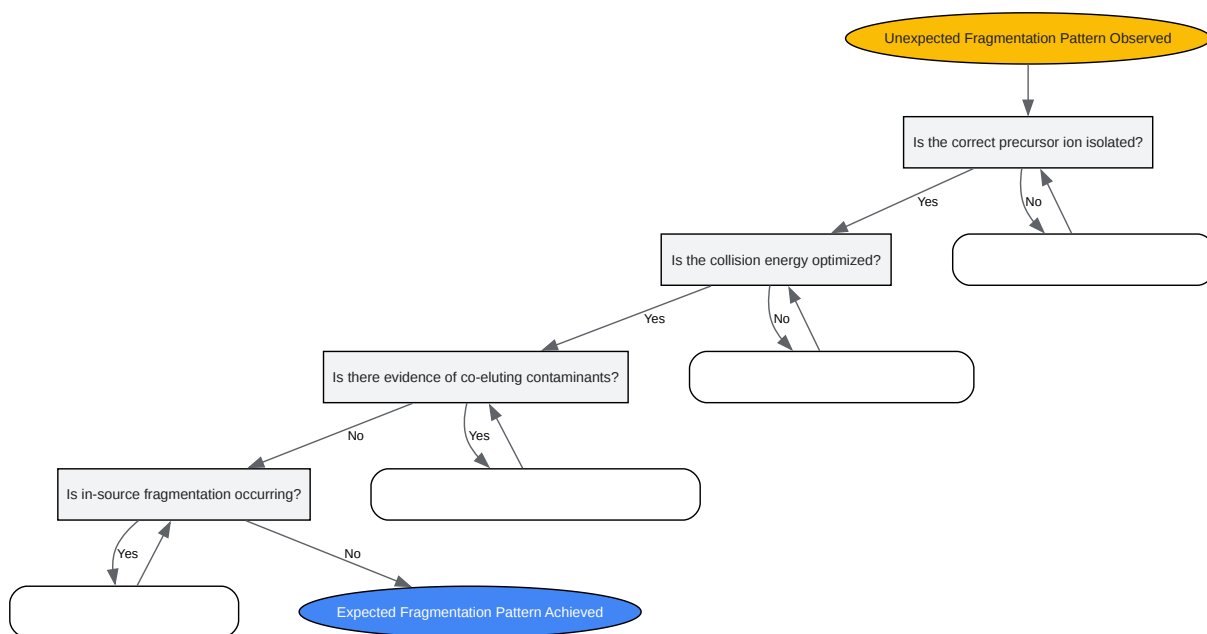 Unexpected Fragmentation Pattern Observed
Is the correct precursor ion isolated?
Yes
No
Is the collision energy optimized?
Yes
No
Is there evidence of co-eluting contaminants?
No
Yes
Is in-source fragmentation occurring?
Yes
No
Expected Fragmentation Pattern Achieved